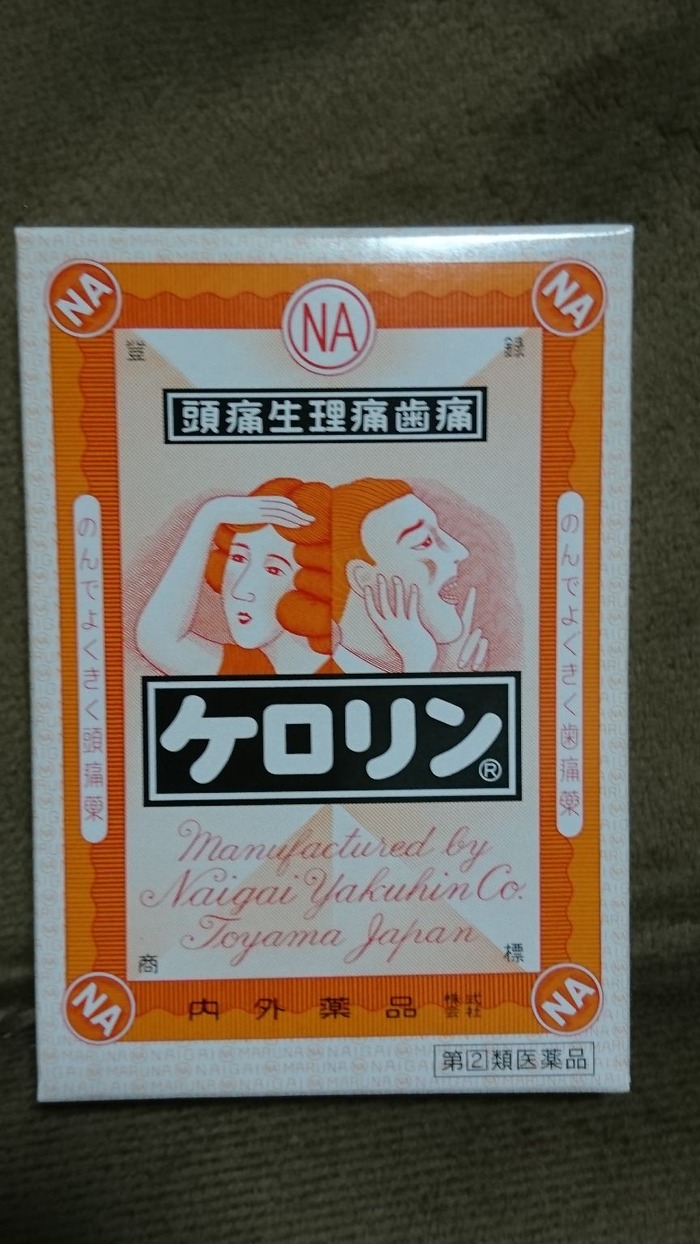 NA
NA
NA
登
録
頭痛生理痛歯痛
のんでよくきく頭痛薬
のんでよくきく歯痛薬
ケロリン®
Manufactured by
Naigai Yakuhin Co.
Toyama Japan
商
標
NA
内外薬品株式会社
NA
第②類医薬品